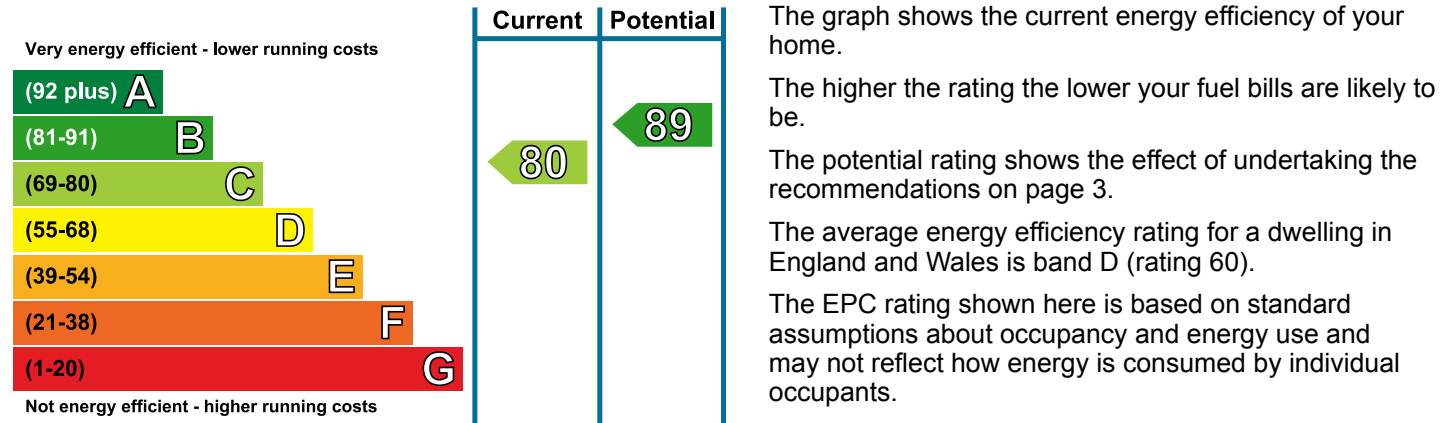 Current Potential
Very energy efficient - lower running costs
(92 plus) A
(81-91) B
89
(69-80) C
80
(55-68) D
(39-54) E
(21-38) F
(1-20) G
Not energy efficient - higher running costs
The graph shows the current energy efficiency of your
home.
The higher the rating the lower your fuel bills are likely to
be.
The potential rating shows the effect of undertaking the
recommendations on page 3.
The average energy efficiency rating for a dwelling in
England and Wales is band D (rating 60).
The EPC rating shown here is based on standard
assumptions about occupancy and energy use and
may not reflect how energy is consumed by individual
occupants.